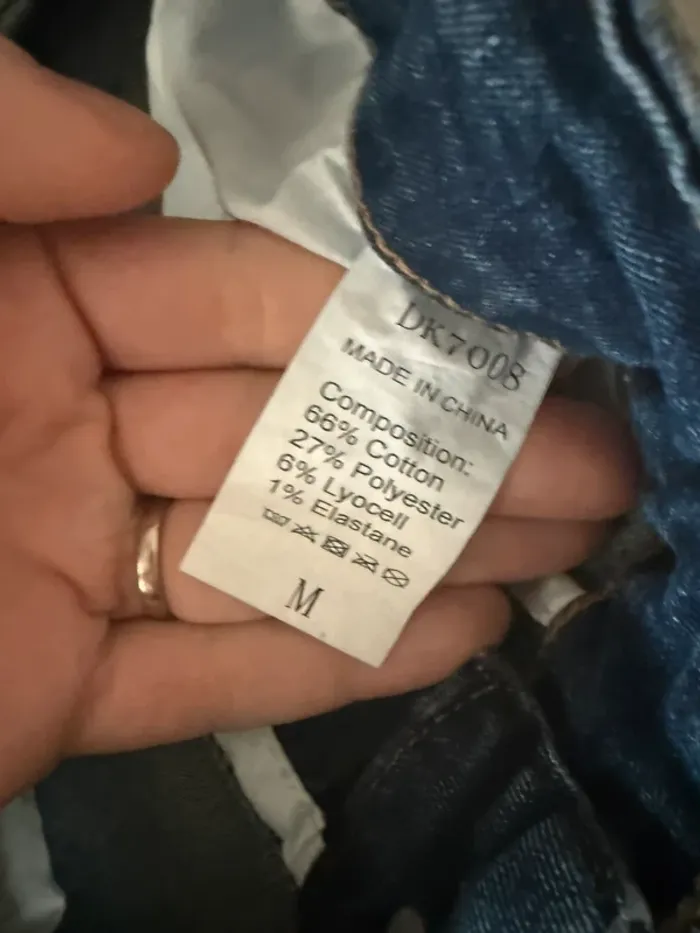 DK7008
MADE IN CHINA
Composition:
66% Cotton
27% Polyester
6% Lyocell
1% Elastane
M